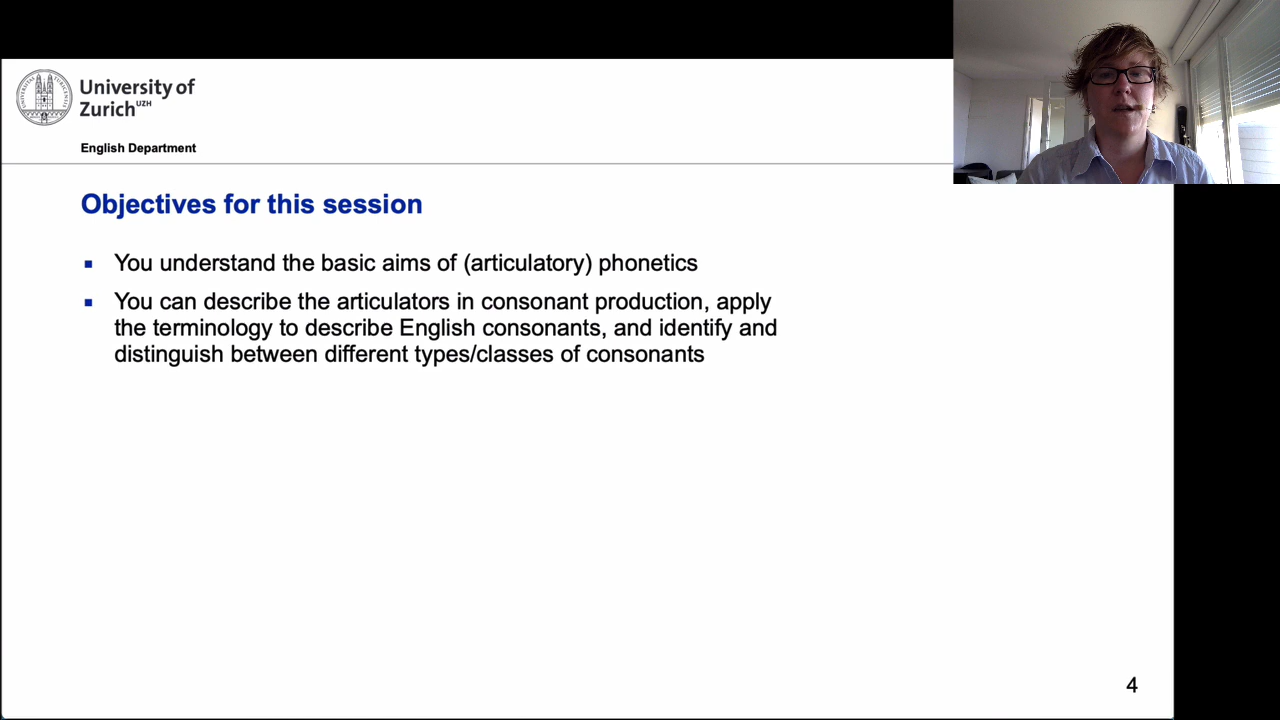 University of
Zurich UZH
English Department
Objectives for this session
You understand the basic aims of (articulatory) phonetics
You can describe the articulators in consonant production, apply
the terminology to describe English consonants, and identify and
distinguish between different types/classes of consonants
4